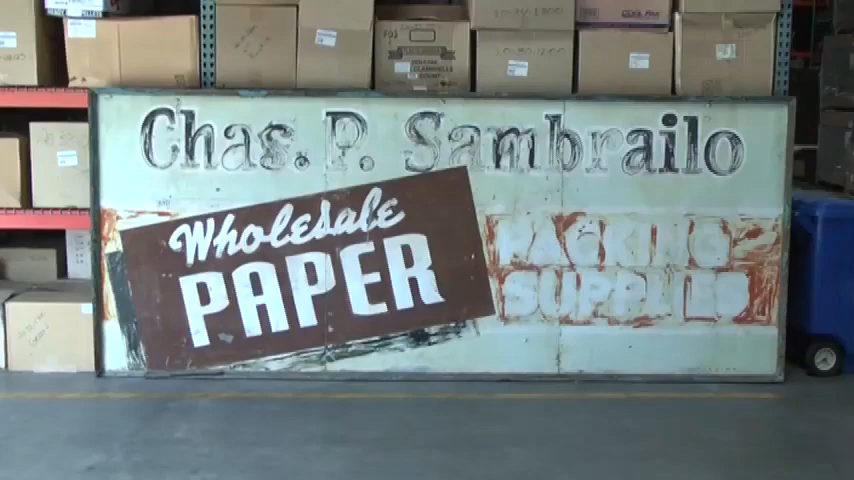 Chas. P. Sambrailo
Wholesale
PAPER
PACKING
SUPPLIES